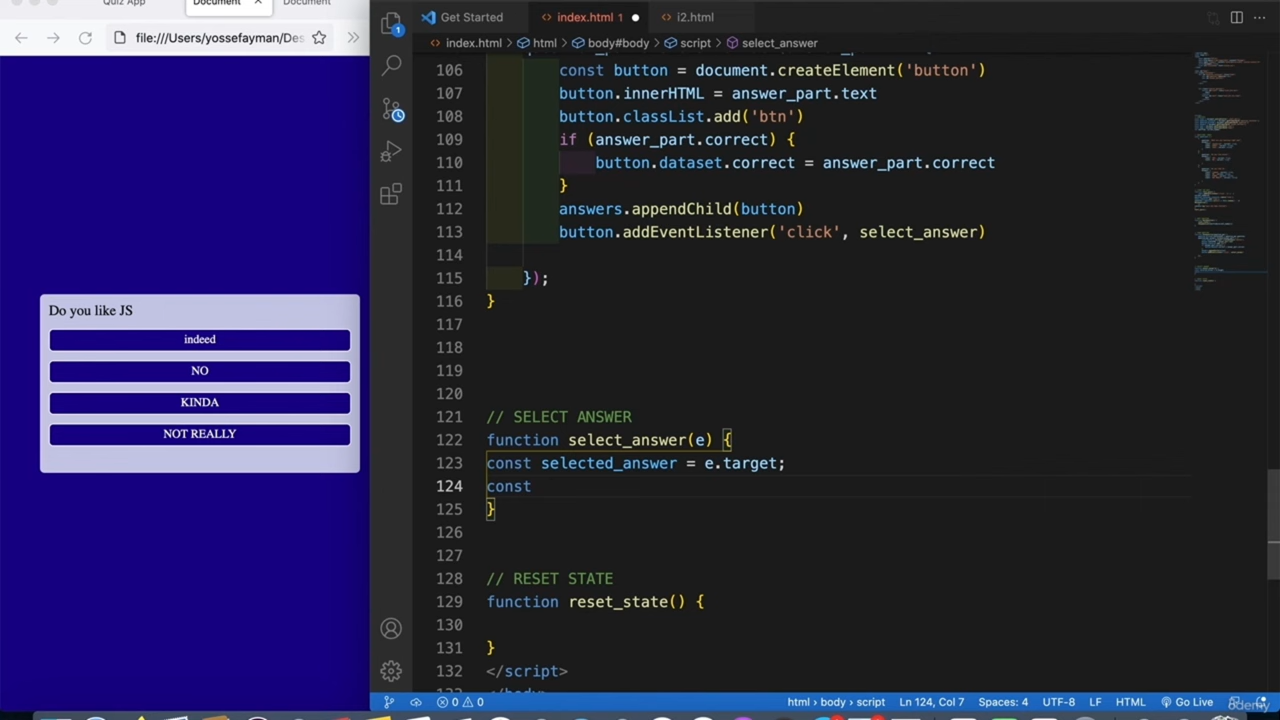 Quiz App
Document
Document
file:///Users/yossefayman/Des
Do you like JS
indeed
NO
KINDA
NOT REALLY
Get Started
index.html 1
i2.html
index.html › html › body#body › script › select_answer
106 const button = document.createElement('button')
107 button.innerHTML = answer_part.text
108 button.classList.add('btn')
109 if (answer_part.correct) {
110 button.dataset.correct = answer_part.correct
111 }
112 answers.appendChild(button)
113 button.addEventListener('click', select_answer)
114
115 });
116 }
117
118
119
120
121 // SELECT ANSWER
122 function select_answer(e) {
123 const selected_answer = e.target;
124 const
125 }
126
127
128 // RESET STATE
129 function reset_state() {
130
131 }
132 </script>
0 0
html › body › script
Ln 124, Col 7
Spaces: 4
UTF-8
LF
HTML
Go Live